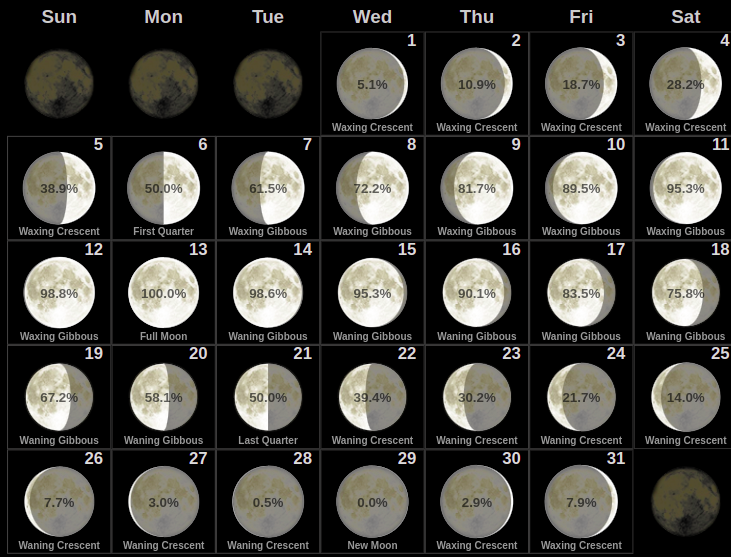 Sun Mon Tue Wed Thu Fri Sat
1 2 3 4
5.1% 10.9% 18.7% 28.2%
Waxing Crescent Waxing Crescent Waxing Crescent Waxing Crescent
5 6 7 8 9 10 11
38.9% 50.0% 61.5% 72.2% 81.7% 89.5% 95.3%
Waxing Crescent First Quarter Waxing Gibbous Waxing Gibbous Waxing Gibbous Waxing Gibbous Waxing Gibbous
12 13 14 15 16 17 18
98.8% 100.0% 98.6% 95.3% 90.1% 83.5% 75.8%
Waxing Gibbous Full Moon Waning Gibbous Waning Gibbous Waning Gibbous Waning Gibbous Waning Gibbous
19 20 21 22 23 24 25
67.2% 58.1% 50.0% 39.4% 30.2% 21.7% 14.0%
Waning Gibbous Waning Gibbous Last Quarter Waning Crescent Waning Crescent Waning Crescent Waning Crescent
26 27 28 29 30 31
7.7% 3.0% 0.5% 0.0% 2.9% 7.9%
Waning Crescent Waning Crescent Waning Crescent New Moon Waxing Crescent Waxing Crescent